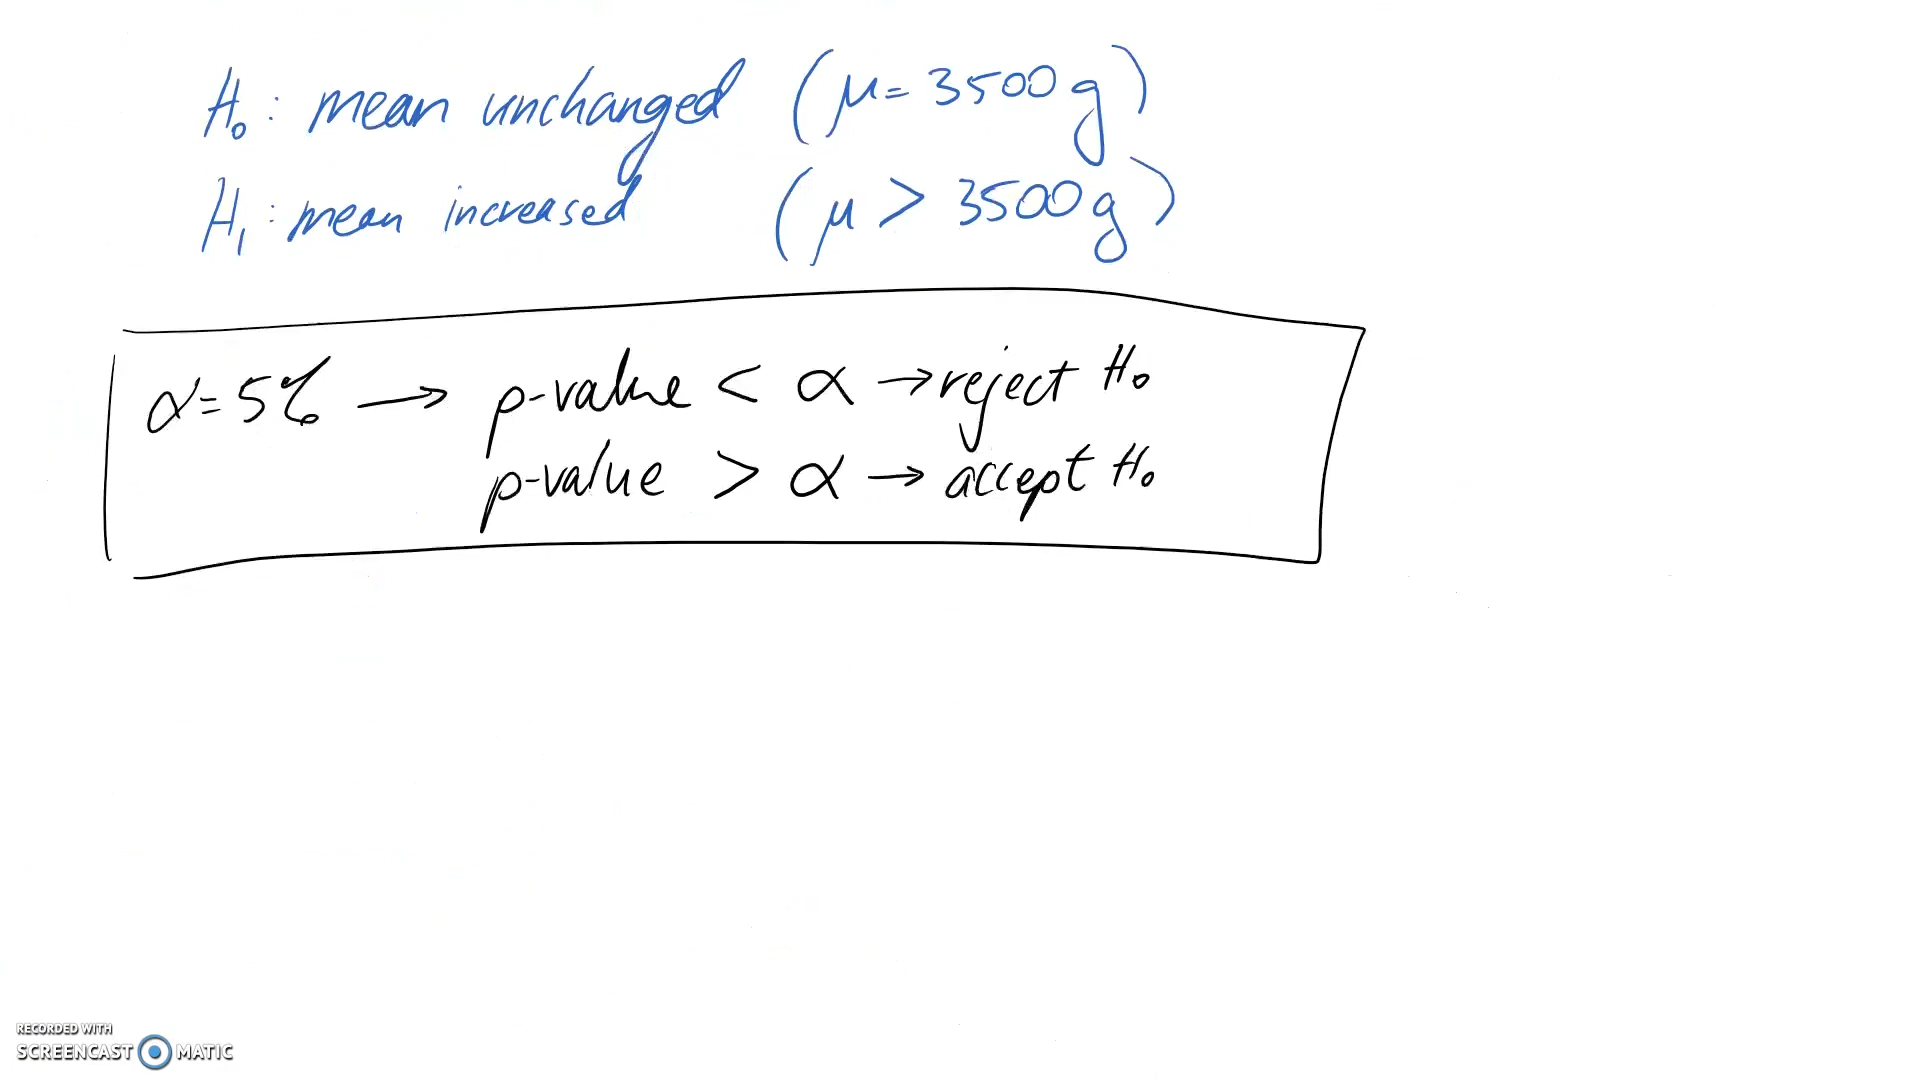 H₀: mean unchanged (μ = 3500 g)
H₁: mean increased (μ > 3500 g)
α = 5% → p-value < α → reject H₀
p-value > α → accept H₀
RECORDED WITH
SCREENCAST MATIC